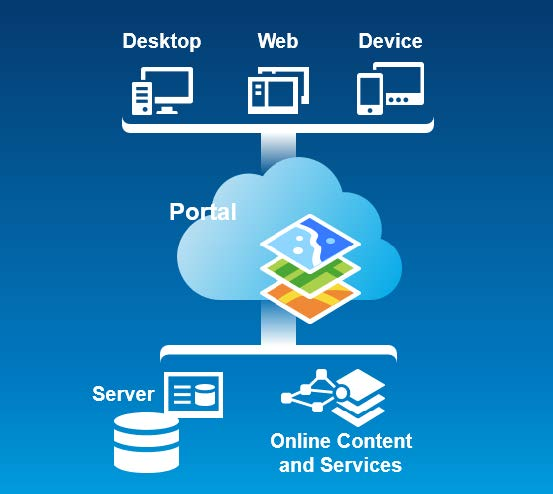 Desktop
Web
Device
Portal
Server
Online Content
and Services